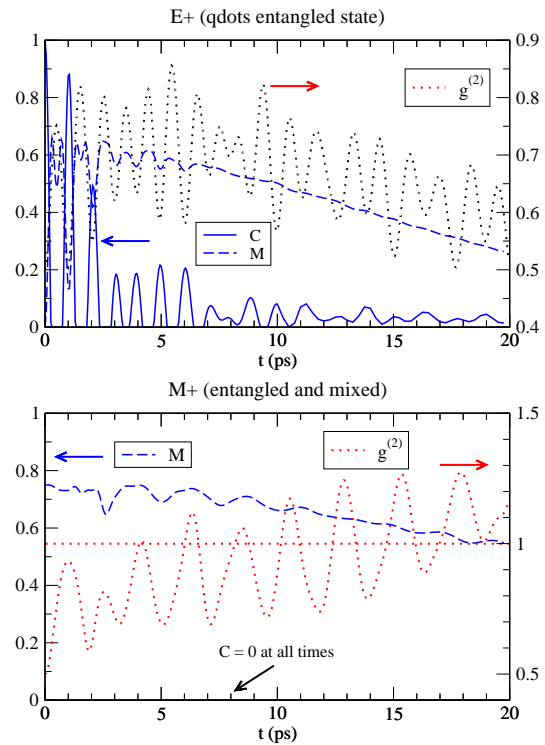 E+ (qdots entangled state)
1
0.8
0.6
0.4
0.2
0
0.9
0.8
0.7
0.6
0.5
0.4
g(2)
C
M
0 5 10 15 20
t (ps)
M+ (entangled and mixed)
1
0.8
0.6
0.4
0.2
0
1.5
1
0.5
M
g(2)
C = 0 at all times
0 5 10 15 20
t (ps)